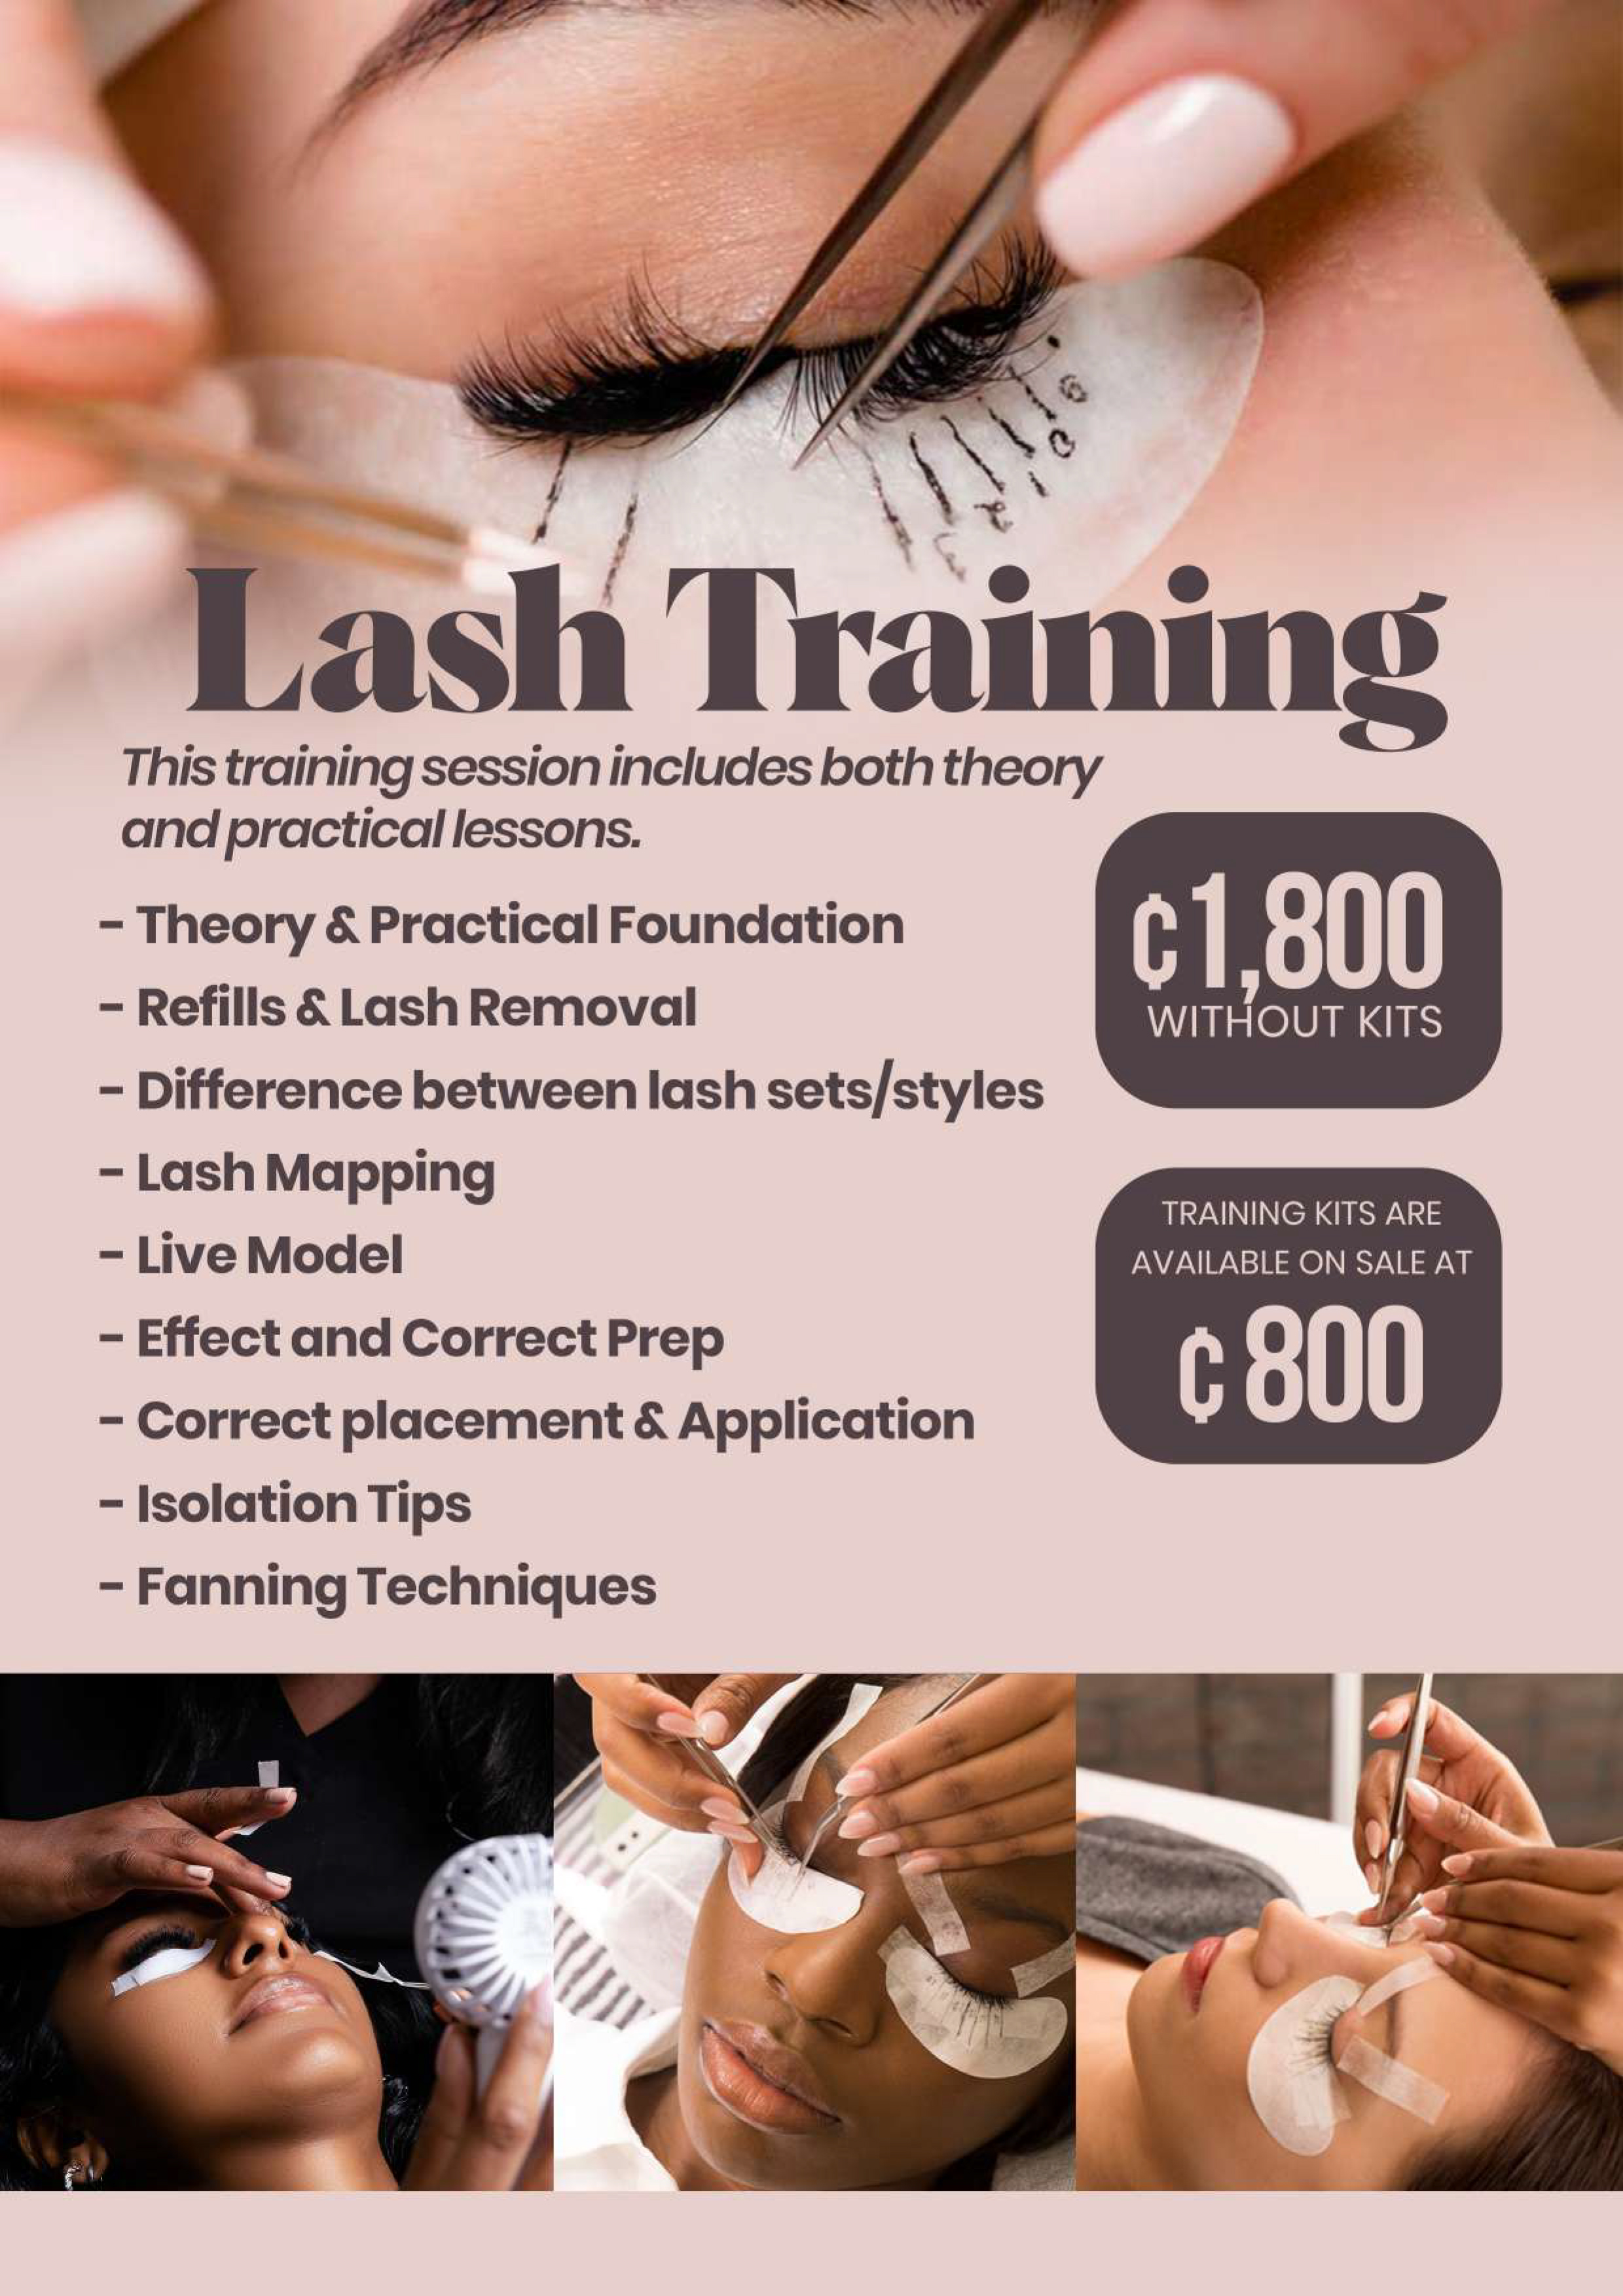 Lash Training
This training session includes both theory
and practical lessons.
- Theory & Practical Foundation
- Refills & Lash Removal
- Difference between lash sets/styles
- Lash Mapping
- Live Model
- Effect and Correct Prep
- Correct placement & Application
- Isolation Tips
- Fanning Techniques
₵1,800
WITHOUT KITS
TRAINING KITS ARE
AVAILABLE ON SALE AT
₵ 800